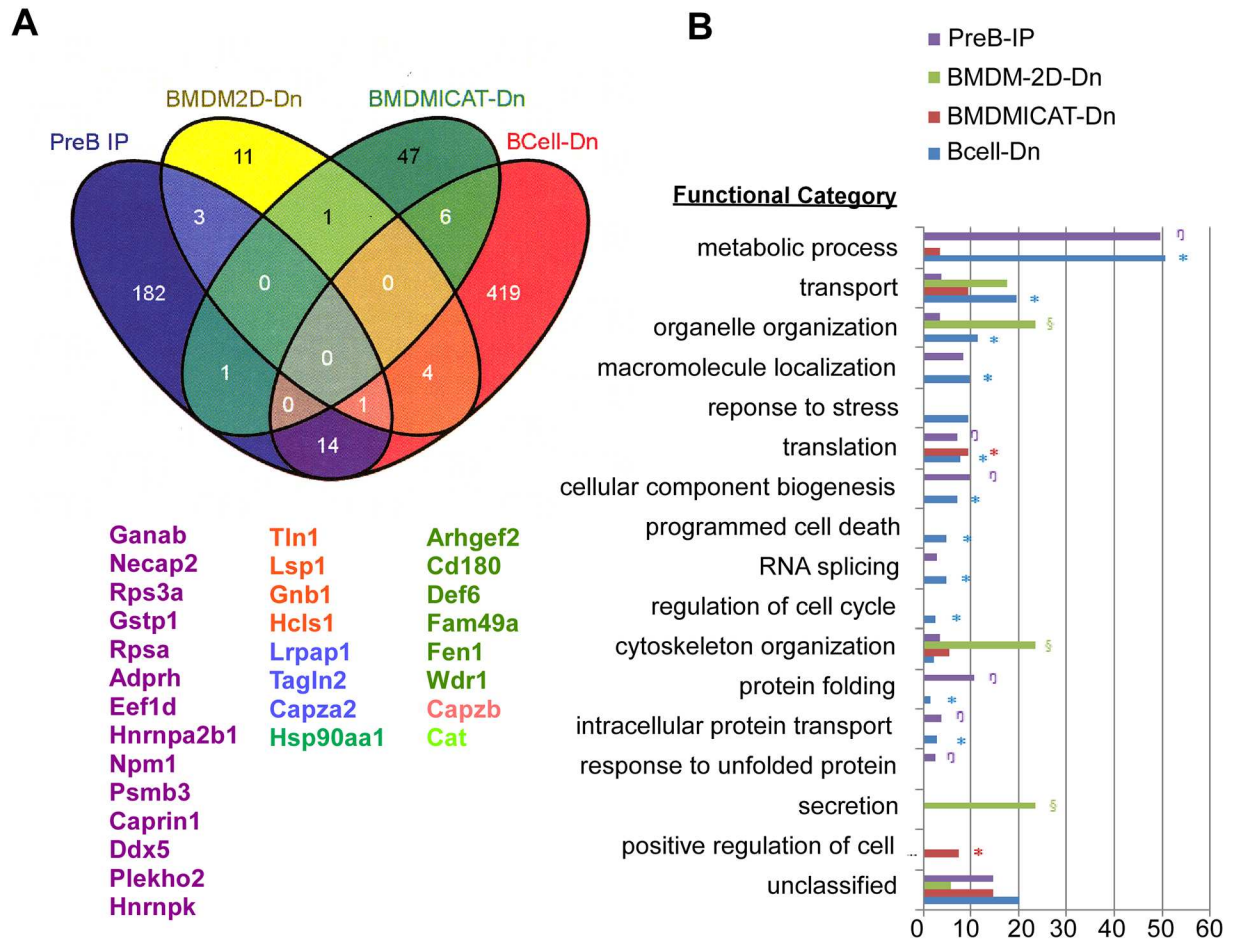 A
BMDM2D-Dn
BMDMICAT-Dn
PreB IP
BCell-Dn
11
47
3
1
6
182
0
0
419
1
0
4
0
1
14
Ganab
Necap2
Rps3a
Gstp1
Rpsa
Adprh
Eef1d
Hnrnpa2b1
Npm1
Psmb3
Caprin1
Ddx5
Plekho2
Hnrnpk
Tln1
Lsp1
Gnb1
Hcls1
Lrpap1
Tagln2
Capza2
Hsp90aa1
Arhgef2
Cd180
Def6
Fam49a
Fen1
Wdr1
Capzb
Cat
B
PreB-IP
BMDM-2D-Dn
BMDMICAT-Dn
Bcell-Dn
Functional Category
metabolic process
*
transport *
organelle organization §
*
macromolecule localization *
reponse to stress
translation * *
cellular component biogenesis *
programmed cell death *
RNA splicing *
regulation of cell cycle *
cytoskeleton organization §
protein folding *
intracellular protein transport *
response to unfolded protein
secretion §
positive regulation of cell ... *
unclassified
0 10 20 30 40 50 60